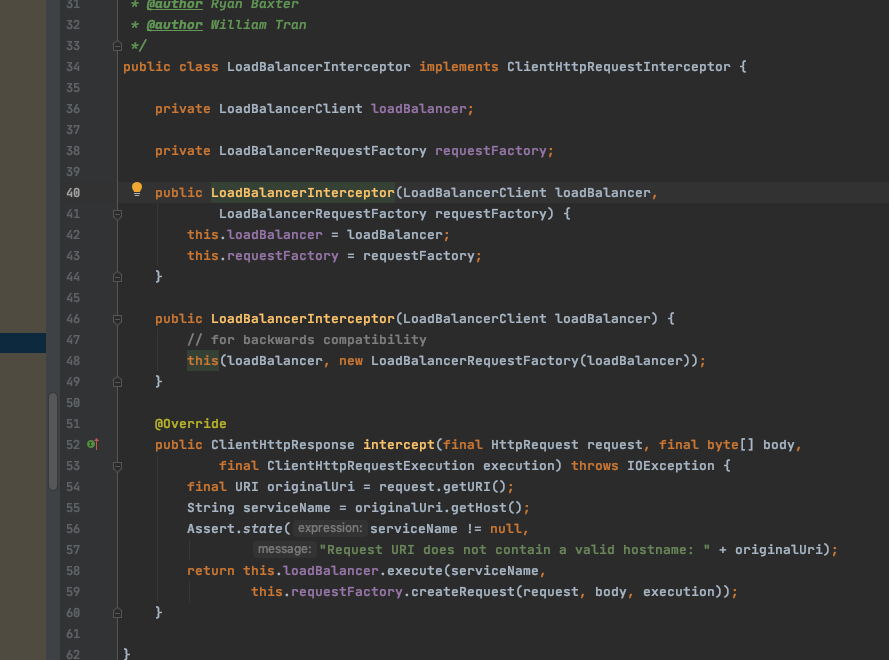 31 * @author Ryan Baxter
32 * @author William Tran
33 */
34 public class LoadBalancerInterceptor implements ClientHttpRequestInterceptor {
35
36 private LoadBalancerClient loadBalancer;
37
38 private LoadBalancerRequestFactory requestFactory;
39
40 public LoadBalancerInterceptor(LoadBalancerClient loadBalancer,
41 LoadBalancerRequestFactory requestFactory) {
42 this.loadBalancer = loadBalancer;
43 this.requestFactory = requestFactory;
44 }
45
46 public LoadBalancerInterceptor(LoadBalancerClient loadBalancer) {
47 // for backwards compatibility
48 this(loadBalancer, new LoadBalancerRequestFactory(loadBalancer));
49 }
50
51 @Override
52 public ClientHttpResponse intercept(final HttpRequest request, final byte[] body,
53 final ClientHttpRequestExecution execution) throws IOException {
54 final URI originalUri = request.getURI();
55 String serviceName = originalUri.getHost();
56 Assert.state( expression: serviceName != null,
57 message: "Request URI does not contain a valid hostname: " + originalUri);
58 return this.loadBalancer.execute(serviceName,
59 this.requestFactory.createRequest(request, body, execution));
60 }
61
62 }